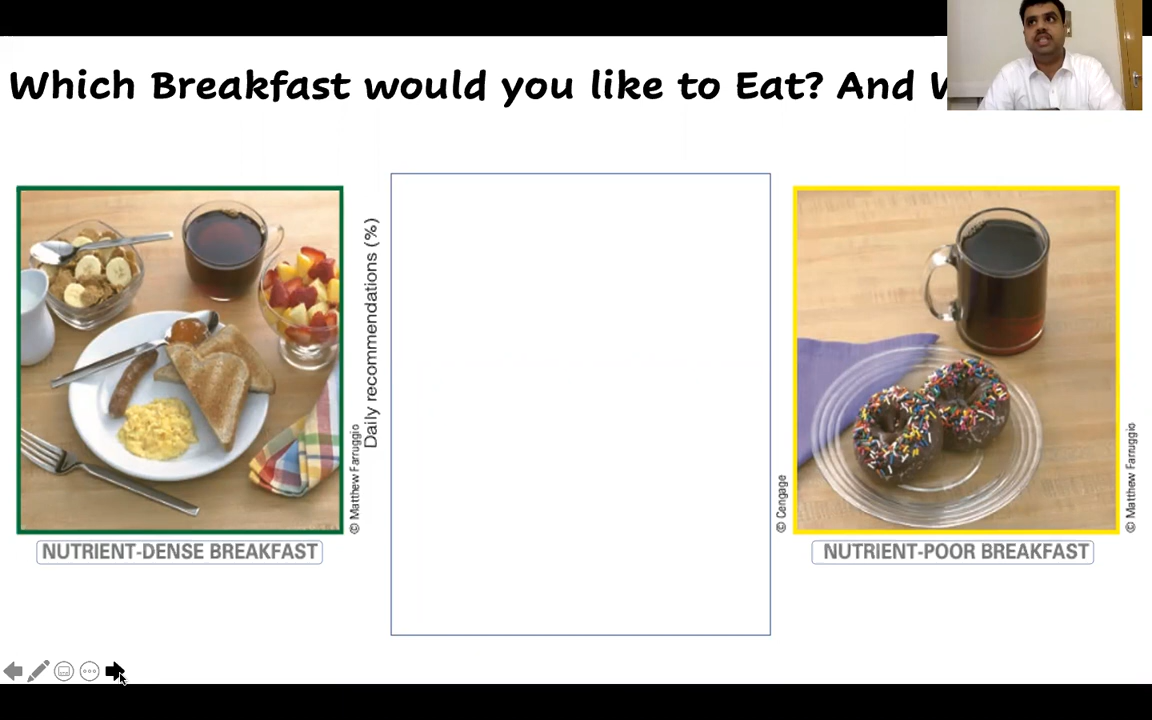 Which Breakfast would you like to Eat? And
Daily recommendations (%)
© Matthew Farruggio
© Cengage
© Matthew Farruggio
NUTRIENT-DENSE BREAKFAST
NUTRIENT-POOR BREAKFAST